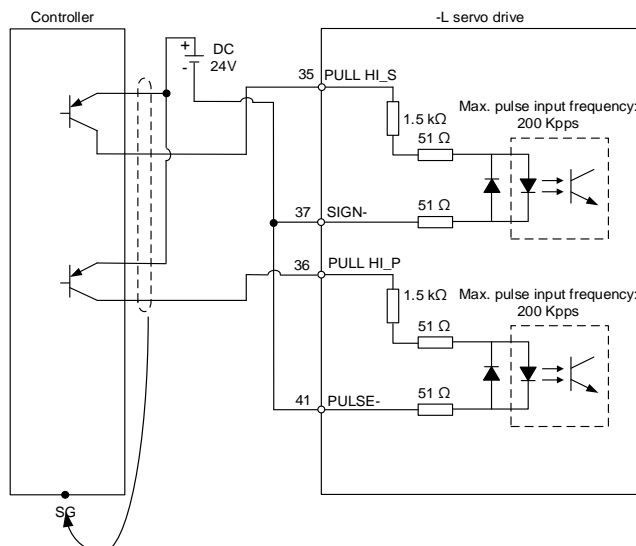 Controller
-L servo drive
+
-
DC
24V
35
PULL HI_S
1.5 kΩ
51 Ω
Max. pulse input frequency:
200 Kpps
51 Ω
37
SIGN-
36
PULL HI_P
1.5 kΩ
51 Ω
Max. pulse input frequency:
200 Kpps
51 Ω
41
PULSE-
SG